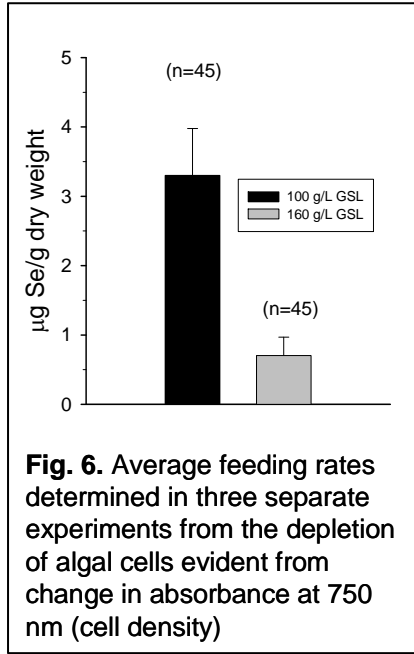 5
(n=45)
4
3
100 g/L GSL
160 g/L GSL
µg Se/g dry weight
2
(n=45)
1
0
Fig. 6. Average feeding rates
determined in three separate
experiments from the depletion
of algal cells evident from
change in absorbance at 750
nm (cell density)